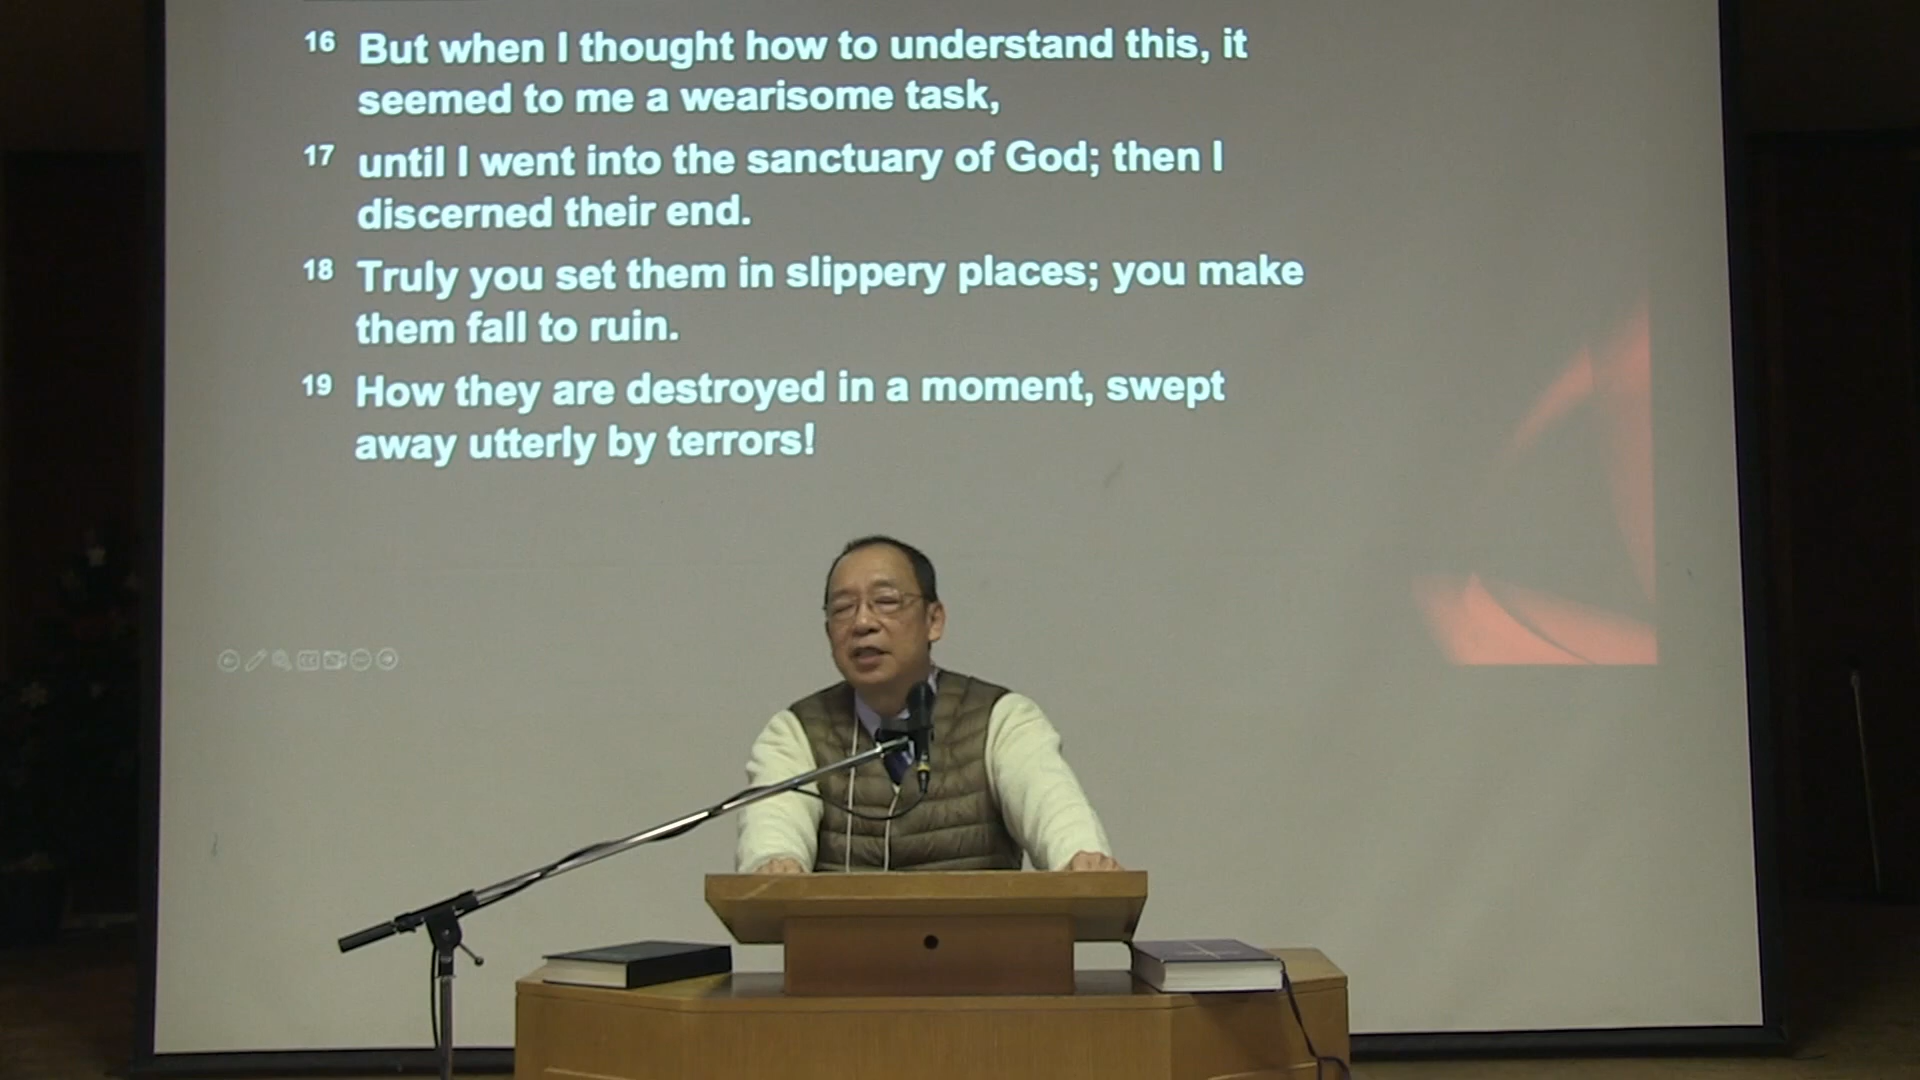 16 But when I thought how to understand this, it
seemed to me a wearisome task,
17 until I went into the sanctuary of God; then I
discerned their end.
18 Truly you set them in slippery places; you make
them fall to ruin.
19 How they are destroyed in a moment, swept
away utterly by terrors!